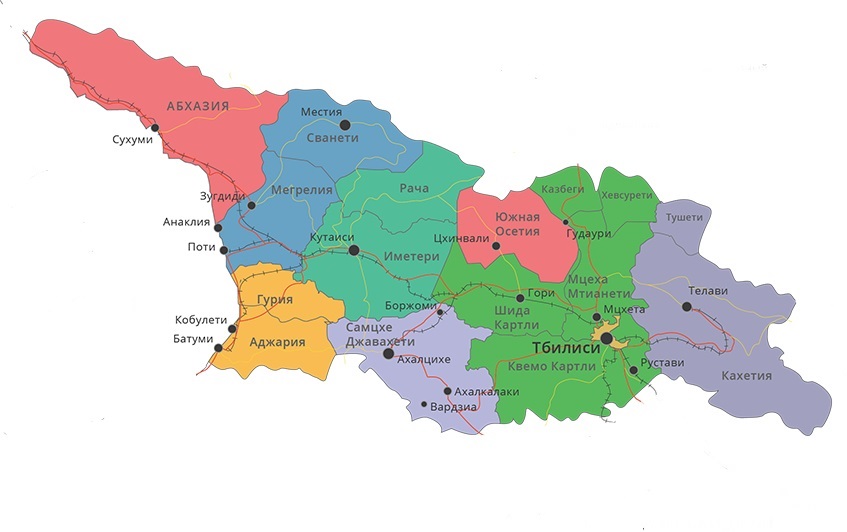 АБХАЗИЯ
Местия
Сванети
Сухуми
Зугдиди
Мегрелия
Рача
Казбеги
Хевсурети
Тушети
Анаклия
Южная
Осетия
Гудаури
Поти
Кутаиси
Цхинвали
Имерети
Мцеха
Мтианети
Телави
Гурия
Боржоми
Гори
Мцхета
Шида
Картли
Кобулети
Батуми
Аджария
Самцхе
Джавахети
Тбилиси
Ахалцихе
Квемо Картли
Рустави
Кахетия
Ахалкалаки
Вардзиа